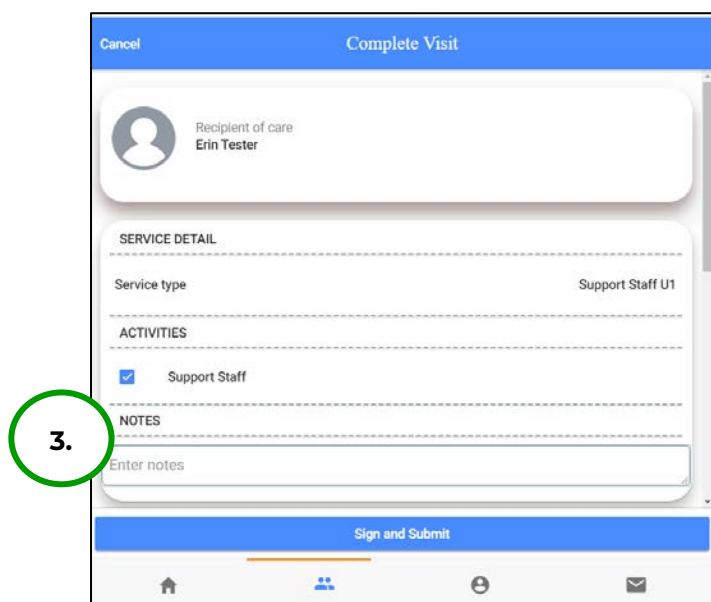 Cancel Complete Visit
Recipient of care
Erin Tester
SERVICE DETAIL
Service type Support Staff U1
ACTIVITIES
Support Staff
3. NOTES
Enter notes
Sign and Submit